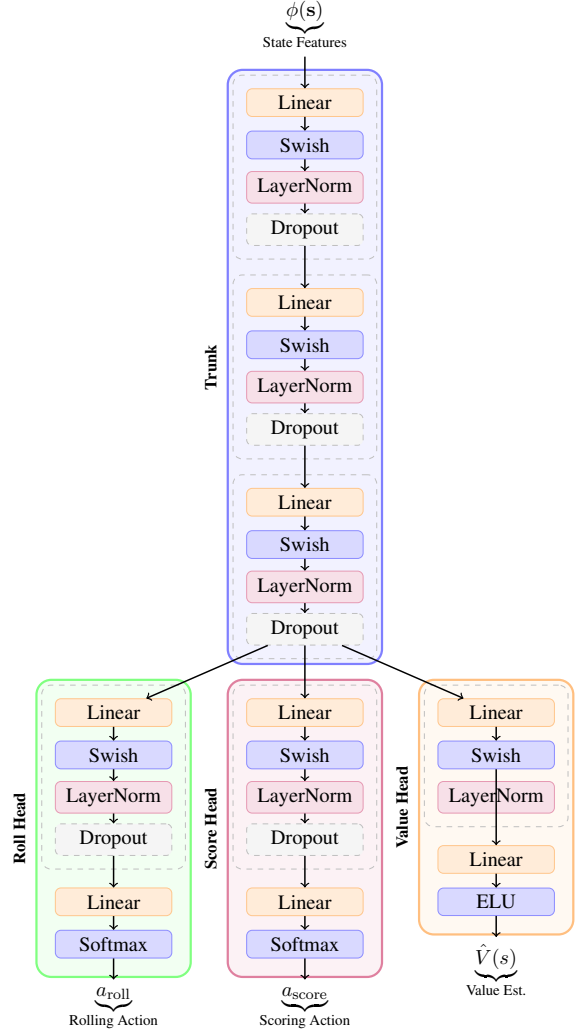 ϕ(s)
State Features
Trunk
Linear
Swish
LayerNorm
Dropout
Linear
Swish
LayerNorm
Dropout
Linear
Swish
LayerNorm
Dropout
Roll Head
Linear
Swish
LayerNorm
Dropout
Linear
Softmax
a_roll
Rolling Action
Score Head
Linear
Swish
LayerNorm
Dropout
Linear
Softmax
a_score
Scoring Action
Value Head
Linear
Swish
LayerNorm
Linear
ELU
V̂(s)
Value Est.